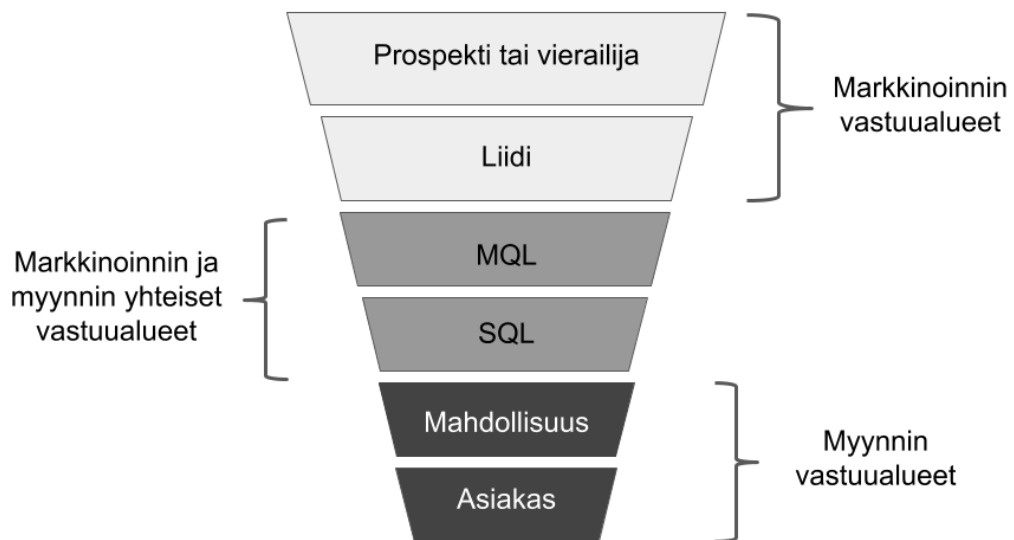 Prospekti tai vierailija
Markkinoinnin
vastuualueet
Liidi
Markkinoinnin ja
myynnin yhteiset
vastuualueet
MQL
SQL
Mahdollisuus
Myynnin
vastuualueet
Asiakas